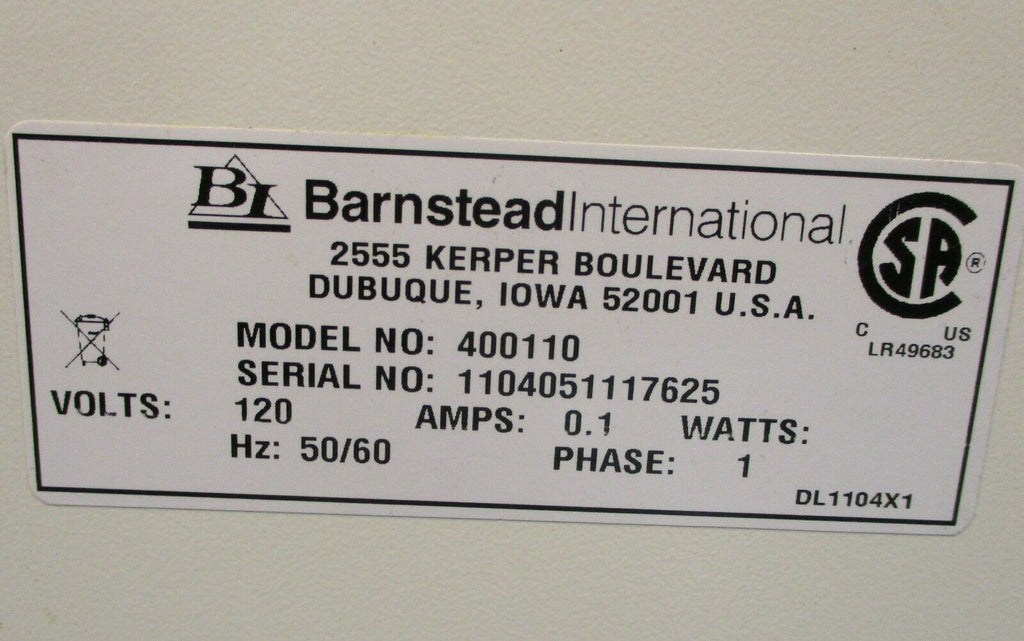 BI BarnsteadInternational
2555 KERPER BOULEVARD
DUBUQUE, IOWA 52001 U.S.A.
CSA ®
C US
LR49683
MODEL NO: 400110
SERIAL NO: 1104051117625
VOLTS: 120 AMPS: 0.1 WATTS:
Hz: 50/60 PHASE: 1
DL1104X1